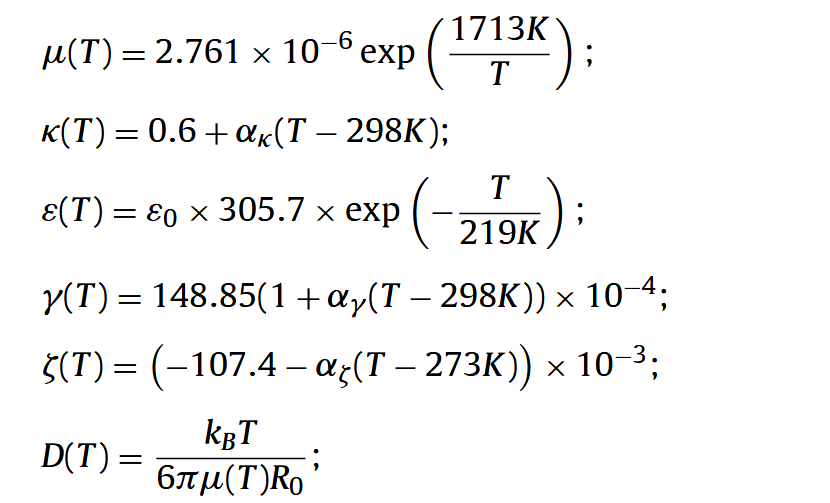 μ(T) = 2.761 × 10⁻⁶ exp (1713K / T) ;
κ(T) = 0.6 + α_κ(T − 298K);
ε(T) = ε₀ × 305.7 × exp (− T / 219K) ;
γ(T) = 148.85(1 + α_γ(T − 298K)) × 10⁻⁴;
ζ(T) = (−107.4 − α_ζ(T − 273K)) × 10⁻³;
D(T) = k_B T / 6πμ(T)R₀ ;